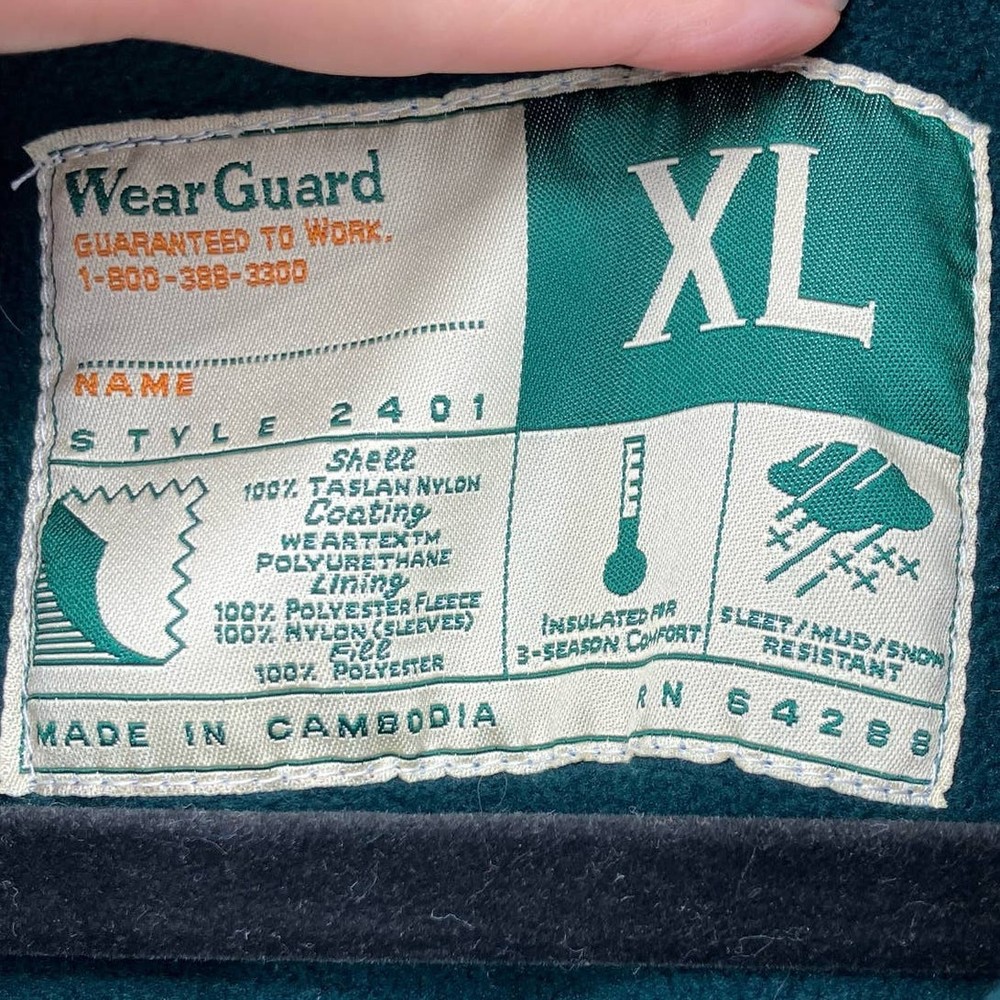 WearGuard
GUARANTEED TO WORK.
1-800-388-3300
XL
NAME
STYLE 2401
Shell
100% TASLAN NYLON
Coating
WEARTEX™
POLYURETHANE
Lining
100% POLYESTER FLEECE
100% NYLON (SLEEVES)
Fill
100% POLYESTER
INSULATED FOR
3-SEASON COMFORT
SLEET/MUD/SNOW
RESISTANT
MADE IN CAMBODIA
RN 64288